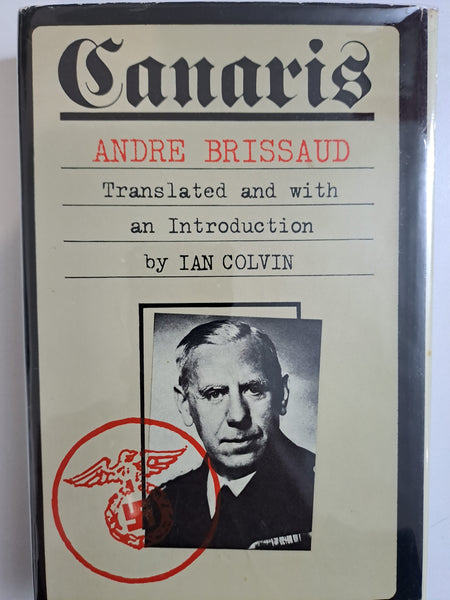 Canaris
ANDRE BRISSAUD
Translated and with
an Introduction
by IAN COLVIN